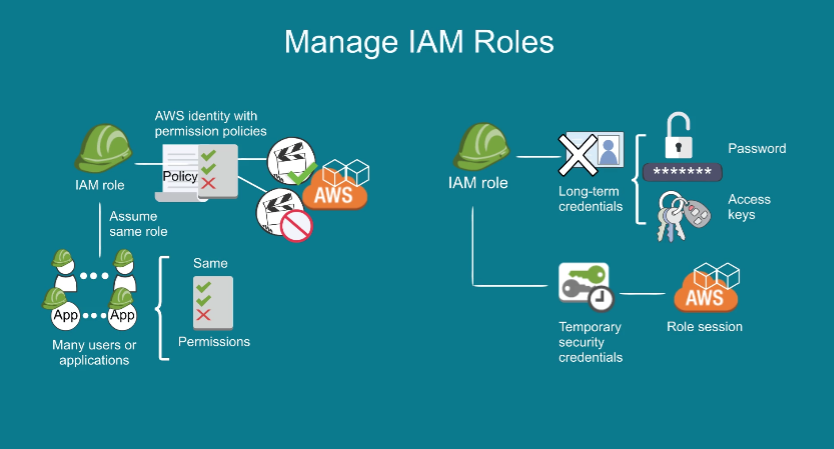 Manage IAM Roles
AWS identity with
permission policies
IAM role
Policy
AWS
Assume
same role
App
App
Many users or
applications
Same
Permissions
IAM role
Long-term
credentials
Password
*******
Access
keys
Temporary
security
credentials
AWS
Role session